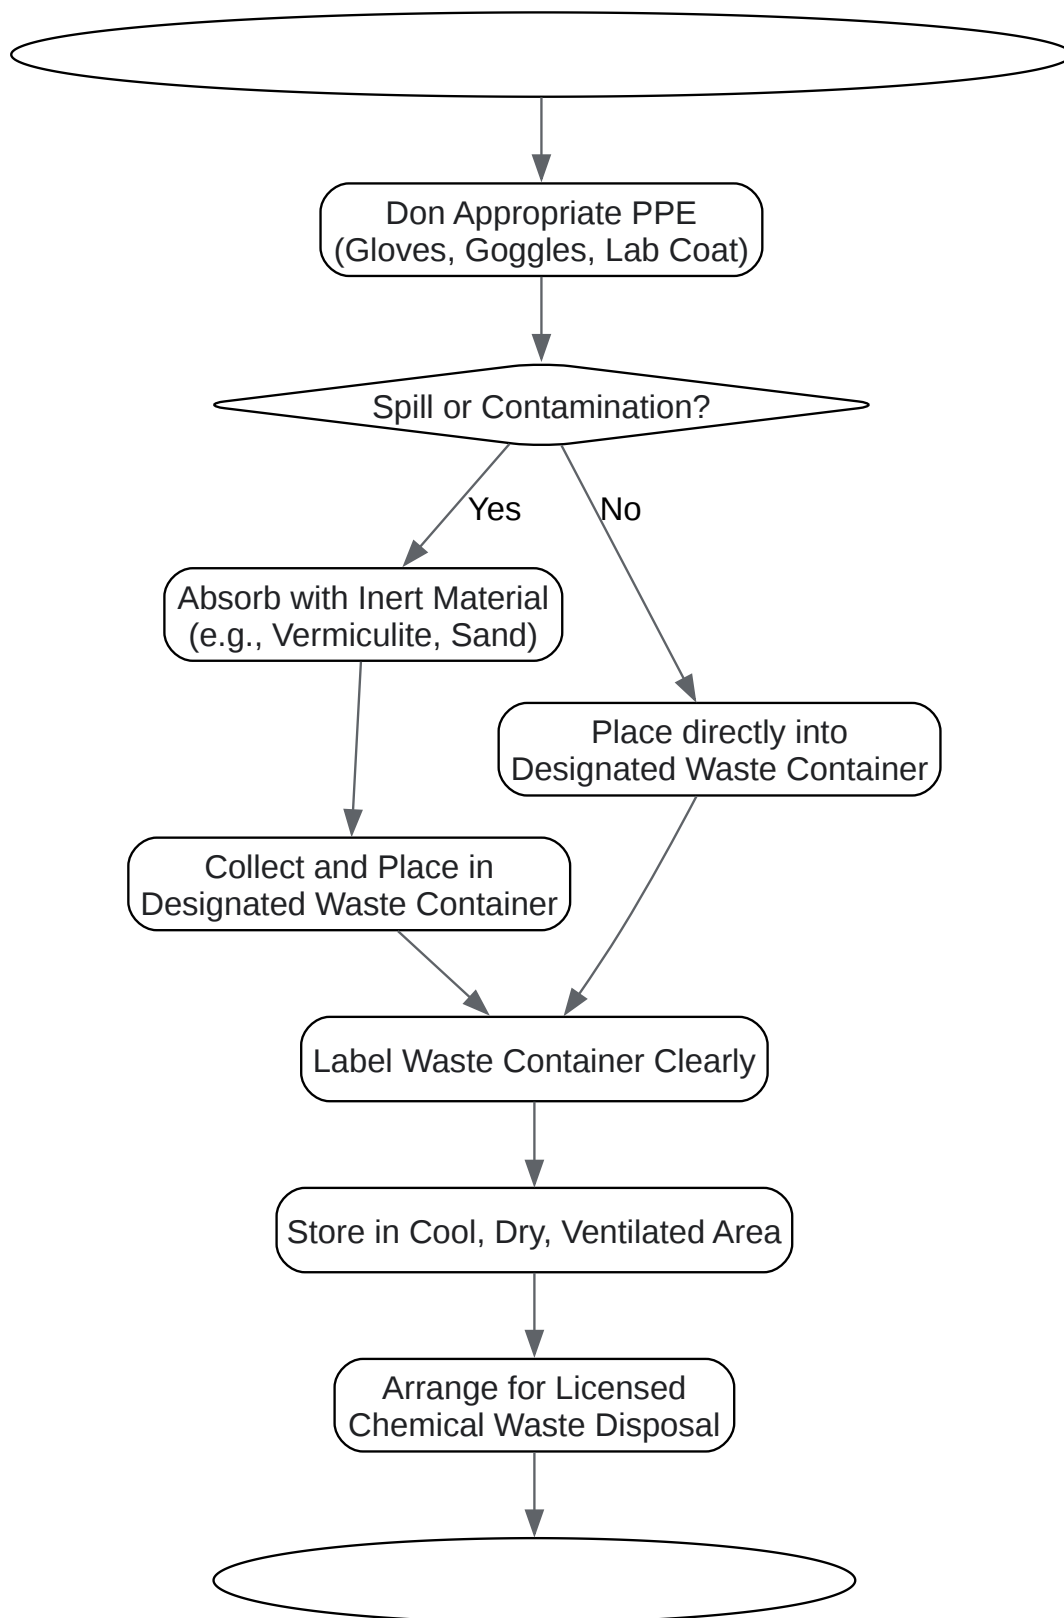 Don Appropriate PPE
(Gloves, Goggles, Lab Coat)
Spill or Contamination?
Yes
No
Absorb with Inert Material
(e.g., Vermiculite, Sand)
Place directly into
Designated Waste Container
Collect and Place in
Designated Waste Container
Label Waste Container Clearly
Store in Cool, Dry, Ventilated Area
Arrange for Licensed
Chemical Waste Disposal